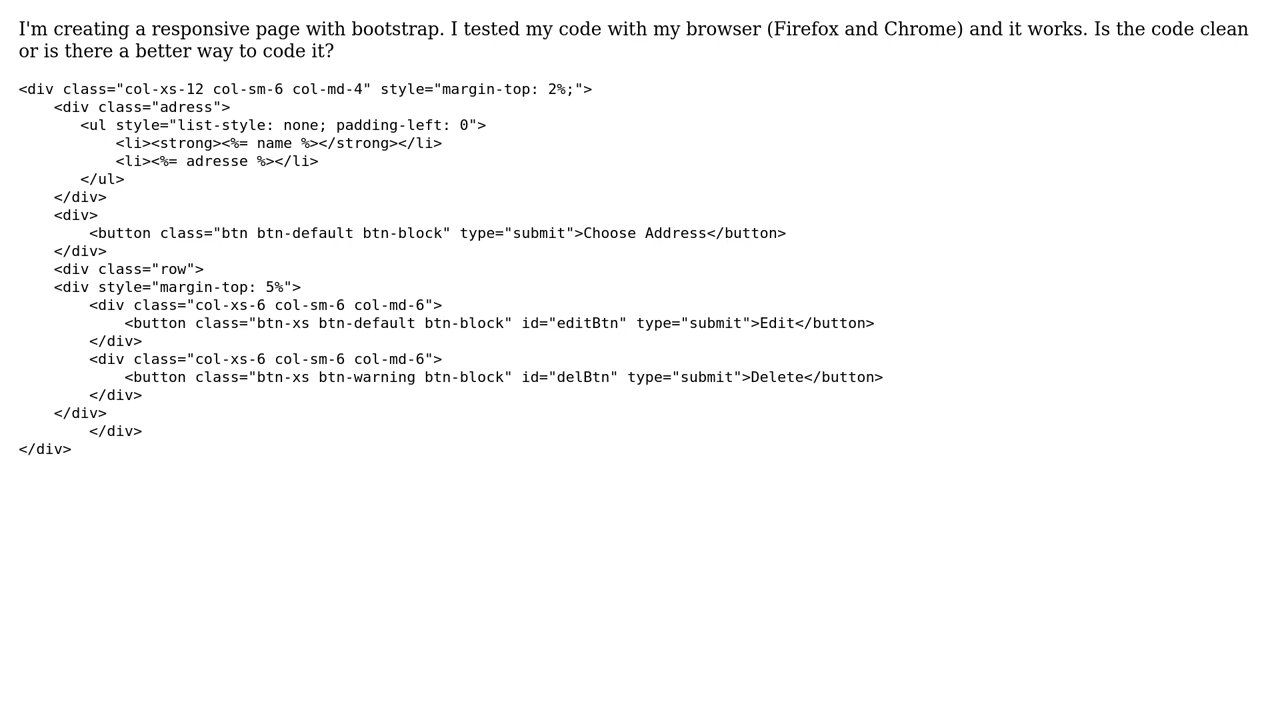 I'm creating a responsive page with bootstrap. I tested my code with my browser (Firefox and Chrome) and it works. Is the code clean
or is there a better way to code it?
<div class="col-xs-12 col-sm-6 col-md-4" style="margin-top: 2%;">
    <div class="adress">
       <ul style="list-style: none; padding-left: 0">
           <li><strong><%= name %></strong></li>
           <li><%= adresse %></li>
       </ul>
    </div>
    <div>
        <button class="btn btn-default btn-block" type="submit">Choose Address</button>
    </div>
    <div class="row">
    <div style="margin-top: 5%">
        <div class="col-xs-6 col-sm-6 col-md-6">
            <button class="btn-xs btn-default btn-block" id="editBtn" type="submit">Edit</button>
        </div>
        <div class="col-xs-6 col-sm-6 col-md-6">
            <button class="btn-xs btn-warning btn-block" id="delBtn" type="submit">Delete</button>
        </div>
    </div>
        </div>
</div>